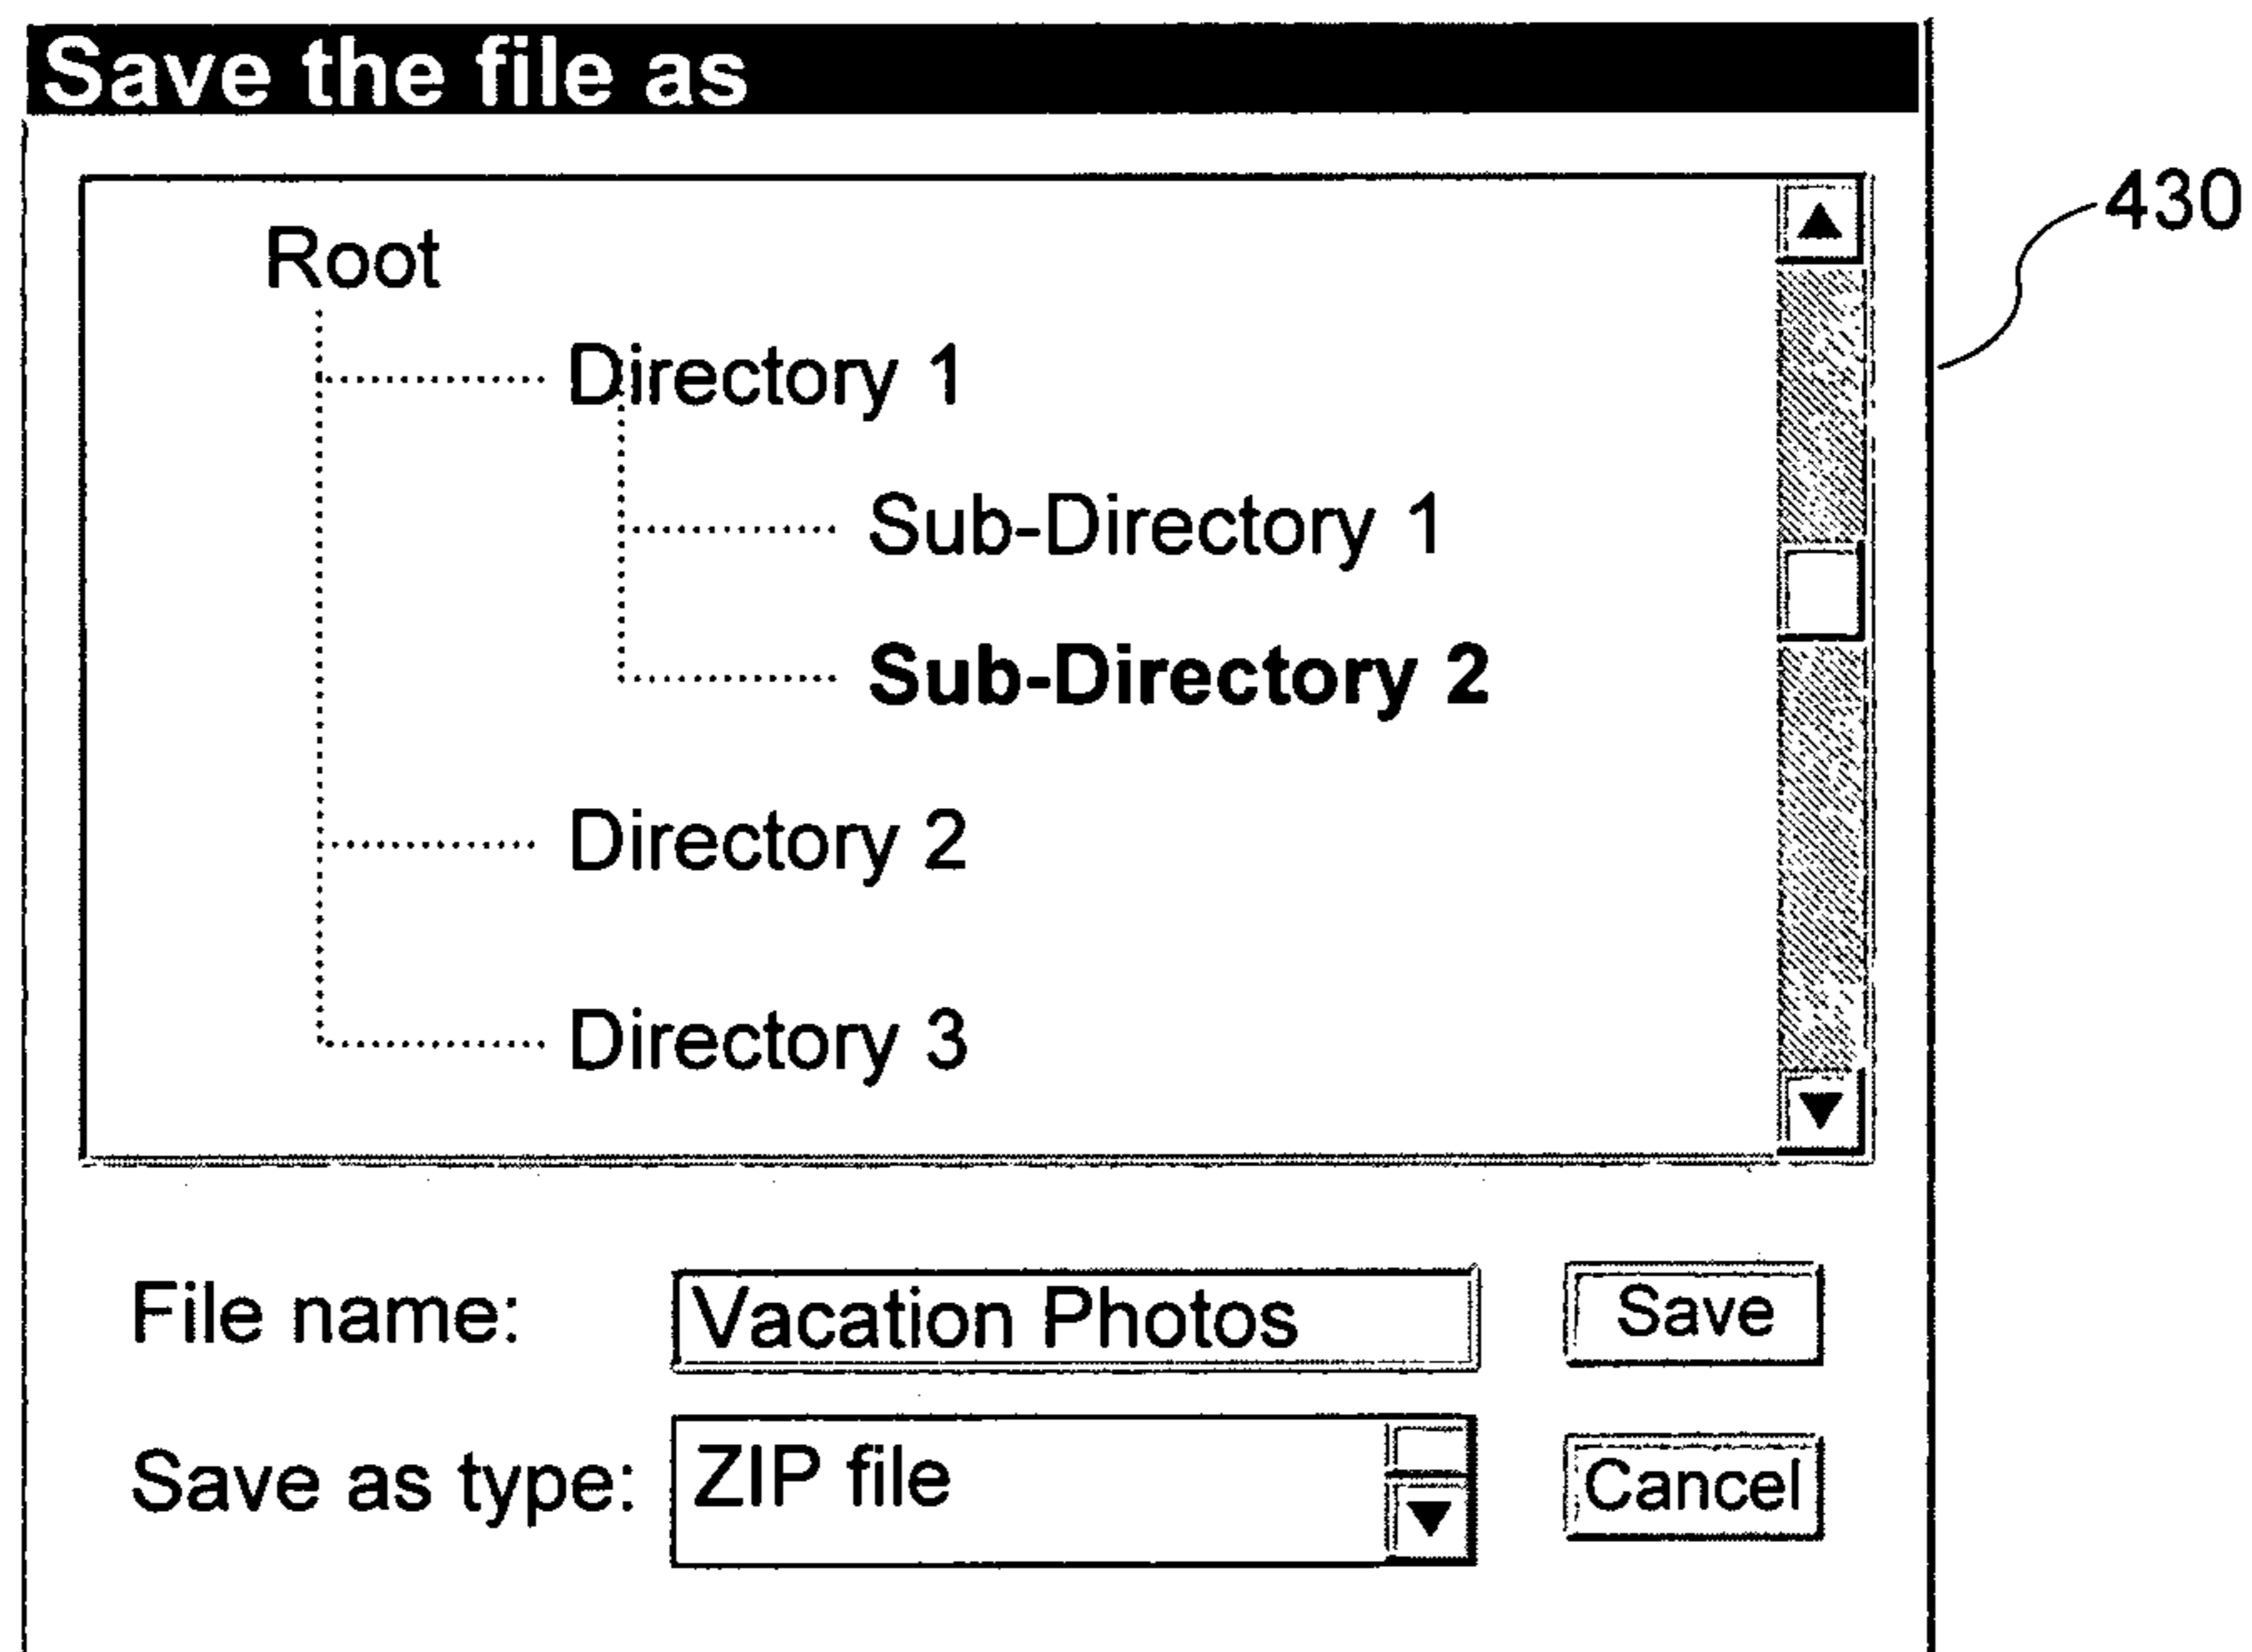 Save the file as
430
Root
Directory 1
Sub-Directory 1
Sub-Directory 2
Directory 2
Directory 3
File name: Vacation Photos Save
Save as type: ZIP file Cancel